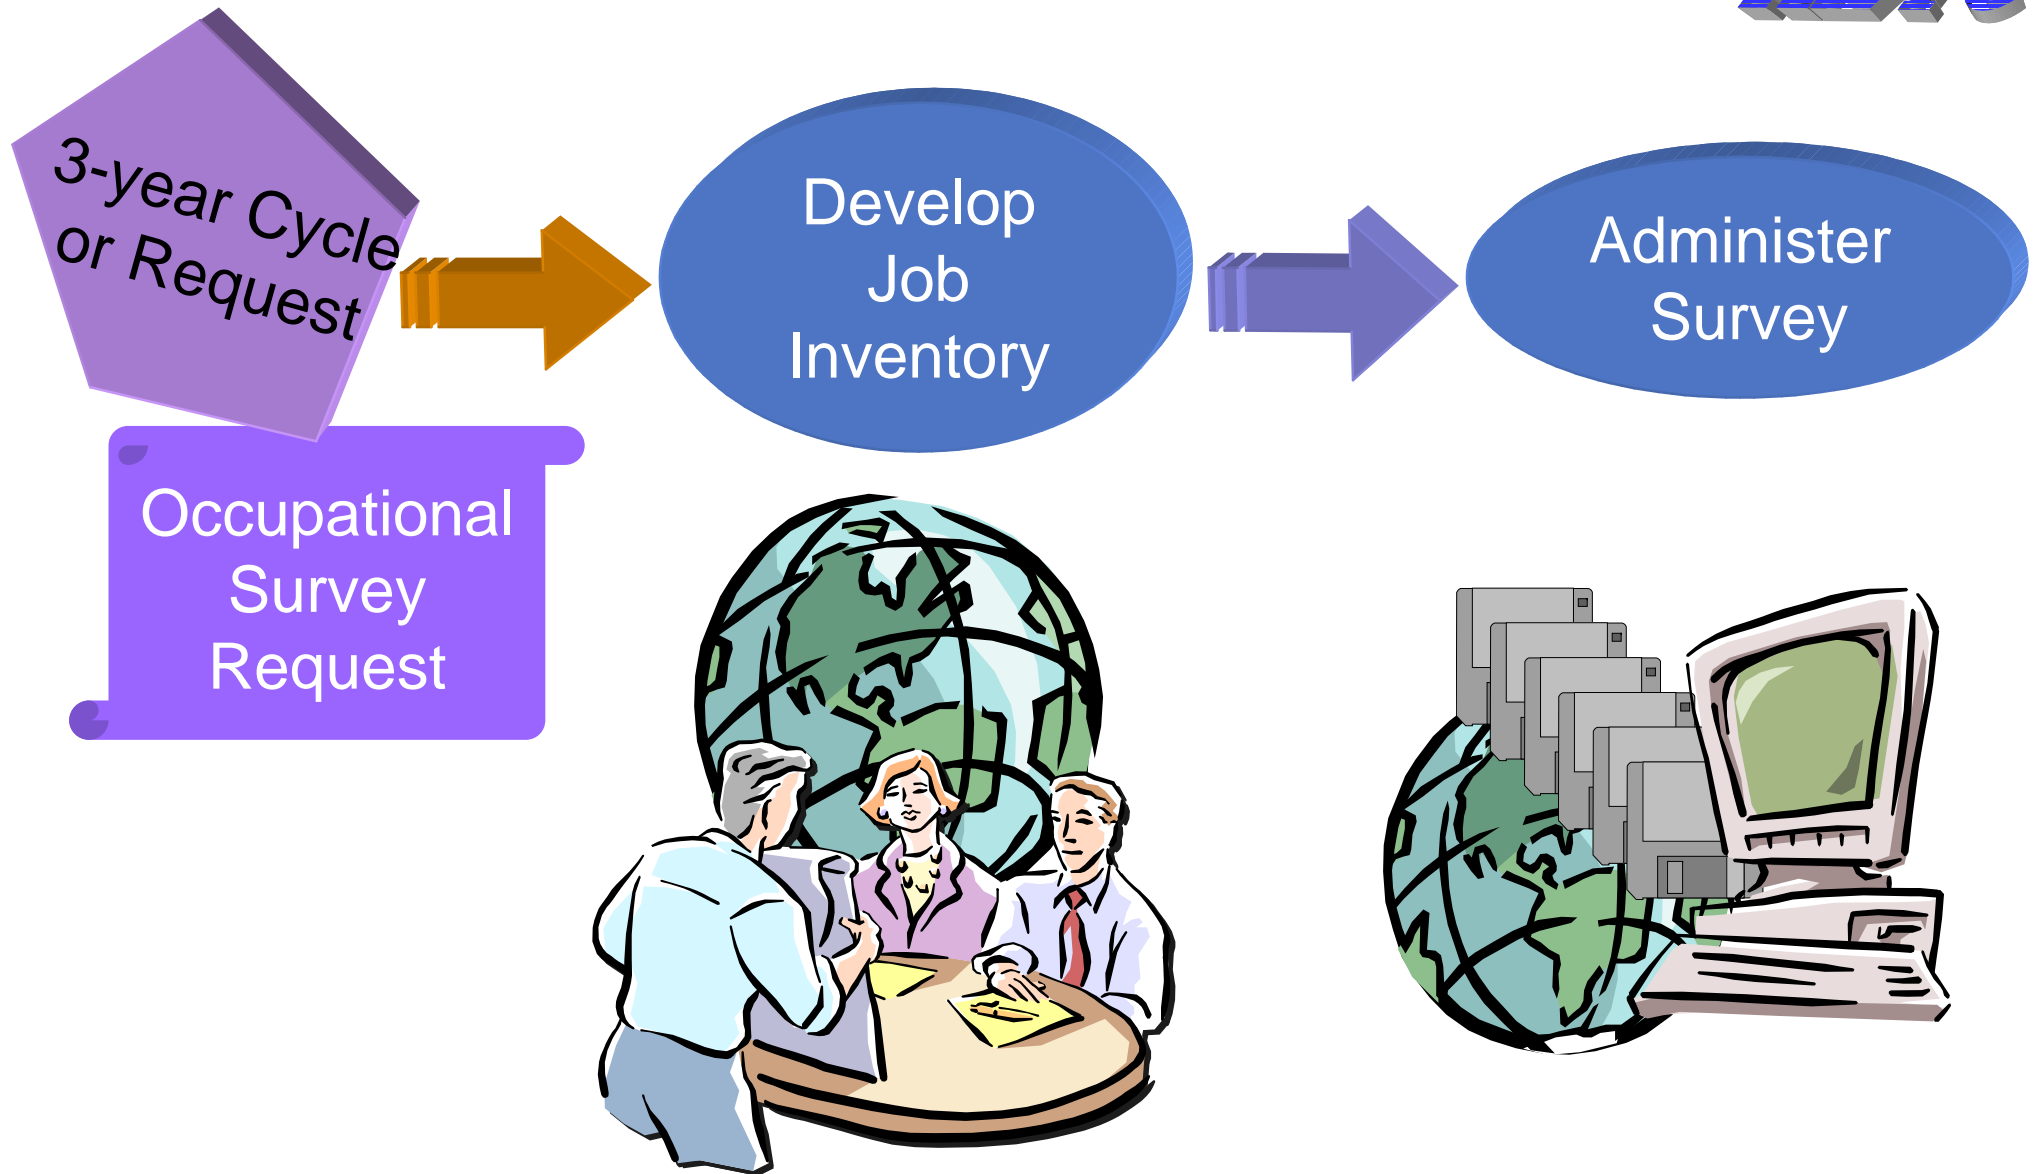 3-year Cycle
or Request
Develop
Job
Inventory
Administer
Survey
Occupational
Survey
Request